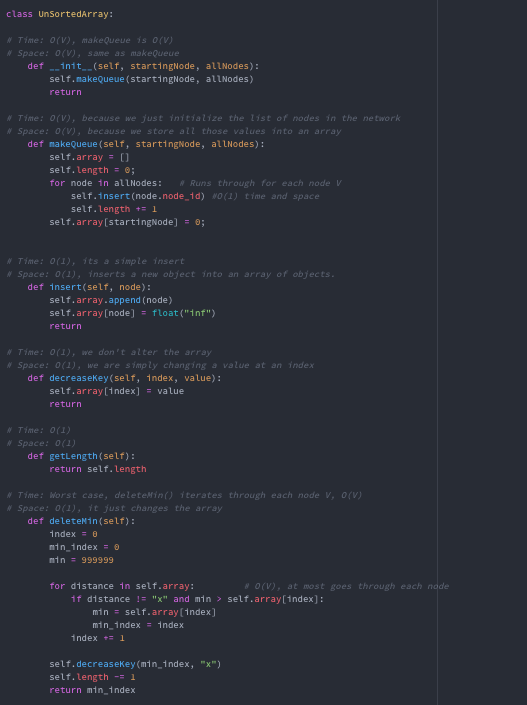 class UnSortedArray:
# Time: O(V), makeQueue is O(V)
# Space: O(V), same as makeQueue
def __init__(self, startingNode, allNodes):
self.makeQueue(startingNode, allNodes)
return
# Time: O(V), because we just initialize the list of nodes in the network
# Space: O(V), because we store all those values into an array
def makeQueue(self, startingNode, allNodes):
self.array = []
self.length = 0;
for node in allNodes: # Runs through for each node V
self.insert(node.node_id) #O(1) time and space
self.length += 1
self.array[startingNode] = 0;
# Time: O(1), its a simple insert
# Space: O(1), inserts a new object into an array of objects.
def insert(self, node):
self.array.append(node)
self.array[node] = float("inf")
return
# Time: O(1), we don't alter the array
# Space: O(1), we are simply changing a value at an index
def decreaseKey(self, index, value):
self.array[index] = value
return
# Time: O(1)
# Space: O(1)
def getLength(self):
return self.length
# Time: Worst case, deleteMin() iterates through each node V, O(V)
# Space: O(1), it just changes the array
def deleteMin(self):
index = 0
min_index = 0
min = 999999
for distance in self.array: # O(V), at most goes through each node
if distance != "x" and min > self.array[index]:
min = self.array[index]
min_index = index
index += 1
self.decreaseKey(min_index, "x")
self.length -= 1
return min_index